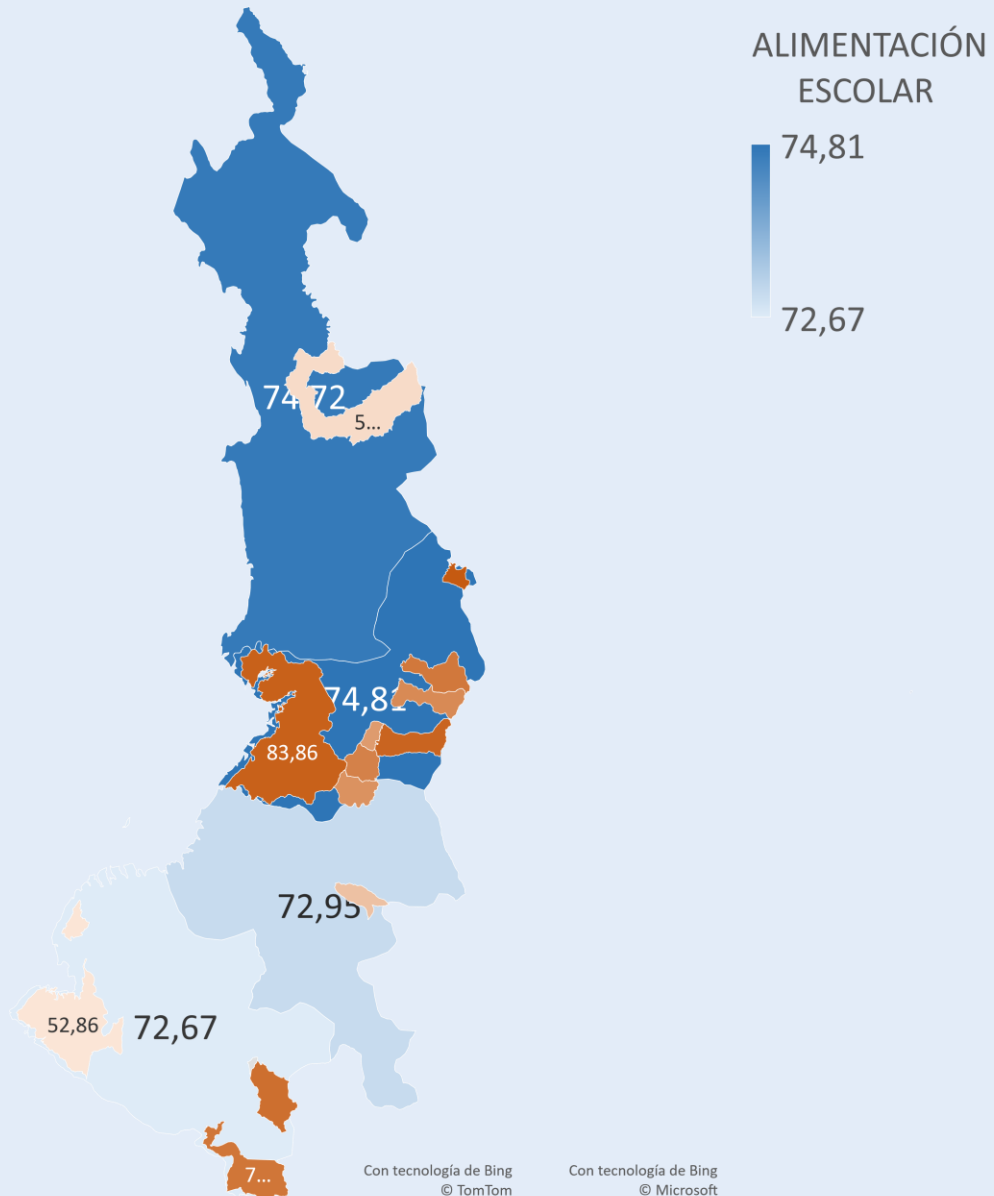 ALIMENTACIÓN
ESCOLAR
74,81
72,67
74,72
5...
74,81
83,86
72,95
52,86
72,67
7...
Con tecnología de Bing
© TomTom
Con tecnología de Bing
© Microsoft